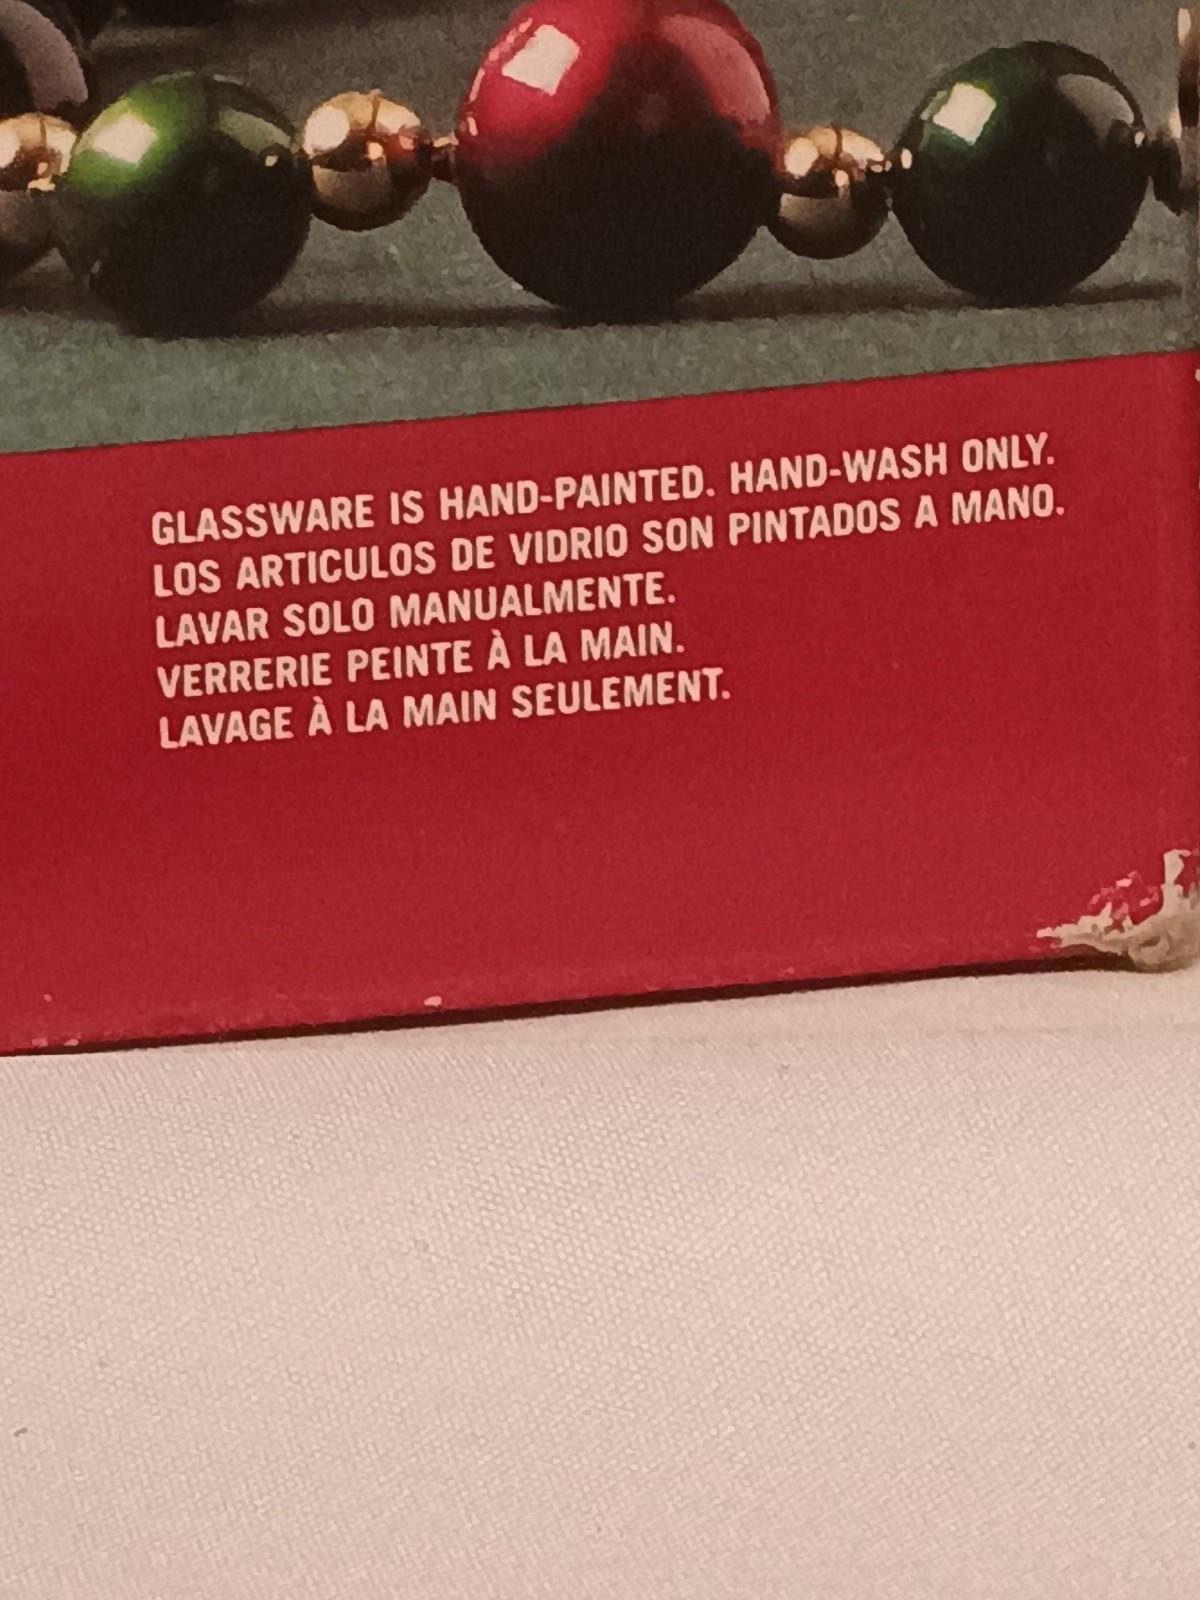 GLASSWARE IS HAND-PAINTED. HAND-WASH ONLY.
LOS ARTICULOS DE VIDRIO SON PINTADOS A MANO.
LAVAR SOLO MANUALMENTE.
VERRERIE PEINTE À LA MAIN.
LAVAGE À LA MAIN SEULEMENT.